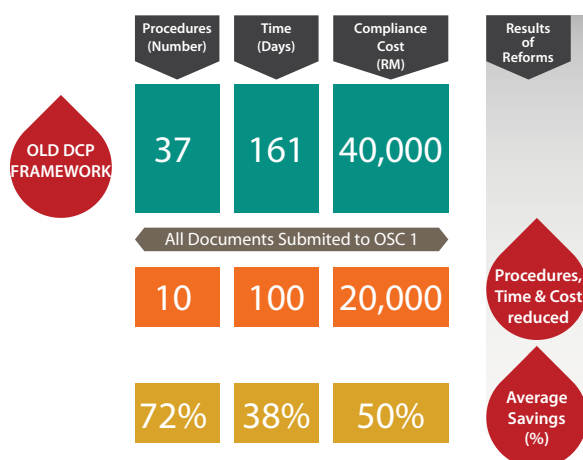 Procedures
(Number)
Time
(Days)
Compliance
Cost
(RM)
Results
of
Reforms
OLD DCP
FRAMEWORK
37
161
40,000
All Documents Submited to OSC 1
10
100
20,000
Procedures,
Time & Cost
reduced
72%
38%
50%
Average
Savings
(%)